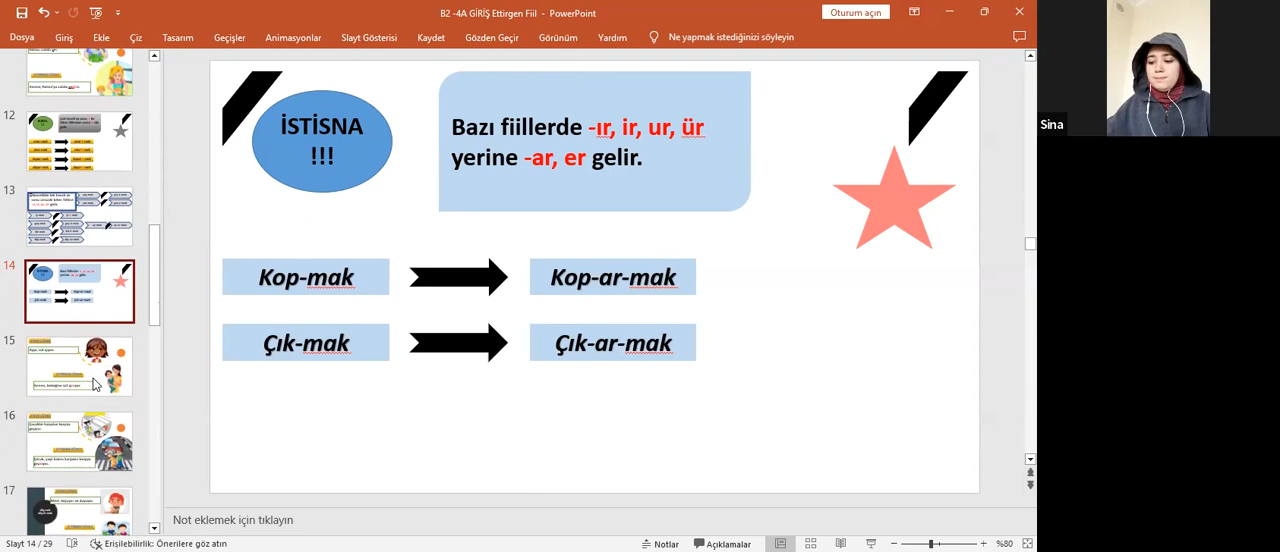 B2 -4A GİRİŞ Ettirgen Fiil - PowerPoint
Oturum açın
Dosya Giriş Ekle Çiz Tasarım Geçişler Animasyonlar Slayt Gösterisi Kaydet Gözden Geçir Görünüm Yardım Ne yapmak istediğinizi söyleyin
12
13
14
15
16
17
İSTİSNA
!!!
Bazı fiillerde -ır, ir, ur, ür
yerine -ar, er gelir.
Kop-mak
Kop-ar-mak
Çık-mak
Çık-ar-mak
Sina
Not eklemek için tıklayın
Slayt 14 / 29
Erişilebilirlik: Önerilere göz atın
Notlar
Açıklamalar
%80